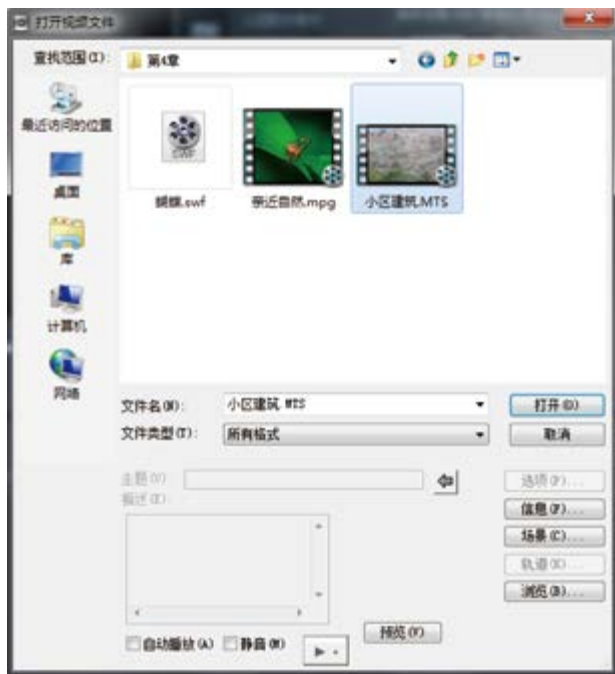 打开视频文件
查找范围(I): 第4章
最近访问的位置
桌面
库
计算机
网络
SWF
蝴蝶.swf 亲近自然.mpg 小区建筑.MTS
文件名(N): 小区建筑.MTS 打开(O)
文件类型(T): 所有格式 取消
主题(V) 选项(P)...
描述(E): 信息(F)...
场景(C)...
轨道(K)...
浏览(B)...
自动播放(A) 静音(M) 预览(V)